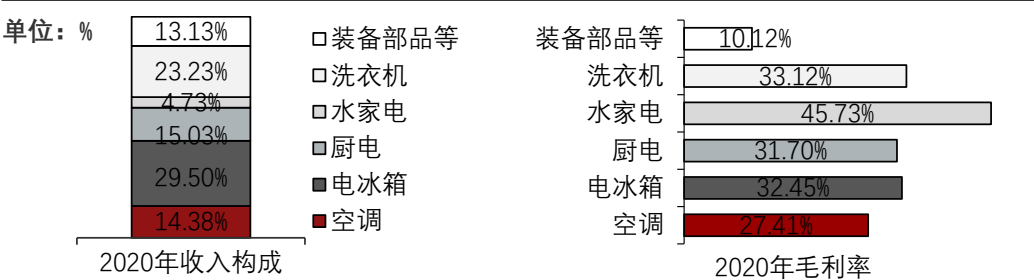 单位：%
13.13%
23.23%
4.73%
15.03%
29.50%
14.38%
2020年收入构成
装备部品等
洗衣机
水家电
厨电
电冰箱
空调
装备部品等 10.12%
洗衣机 33.12%
水家电 45.73%
厨电 31.70%
电冰箱 32.45%
空调 27.41%
2020年毛利率